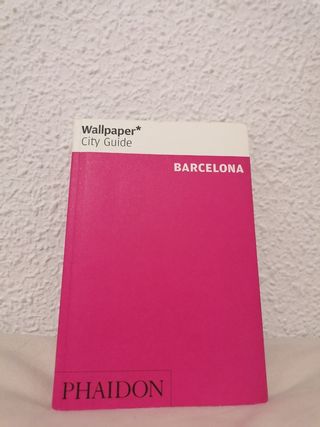 Wallpaper*
City Guide
BARCELONA
PHAIDON